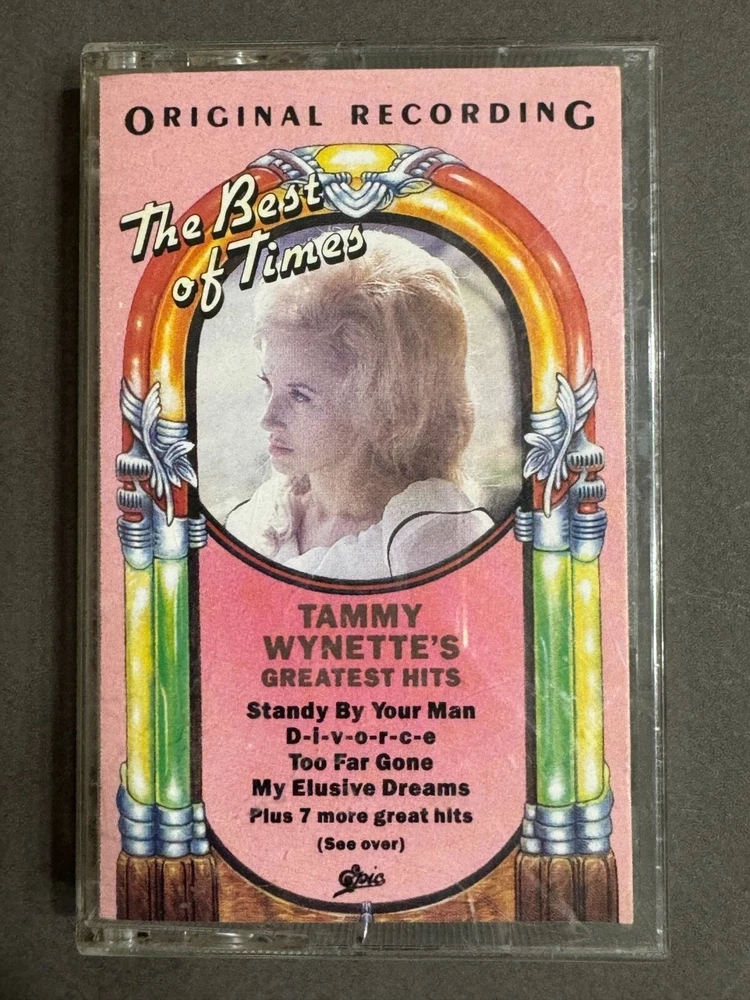 ORIGINAL RECORDING
The Best
of Times
TAMMY
WYNETTE'S
GREATEST HITS
Standy By Your Man
D-i-v-o-r-c-e
Too Far Gone
My Elusive Dreams
Plus 7 more great hits
(See over)
Epic